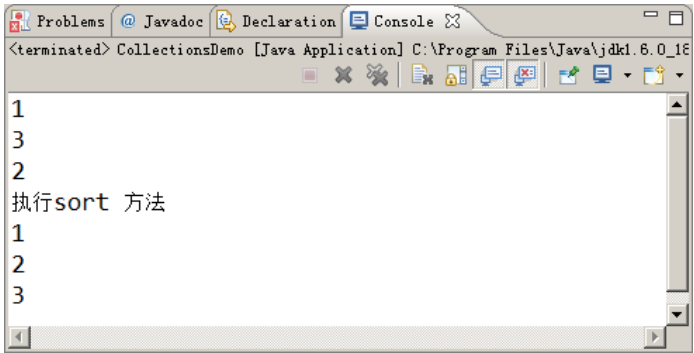 Problems @ Javadoc Declaration Console
<terminated> CollectionsDemo [Java Application] C:\Program Files\Java\jdk1.6.0_18
1
3
2
执行sort 方法
1
2
3